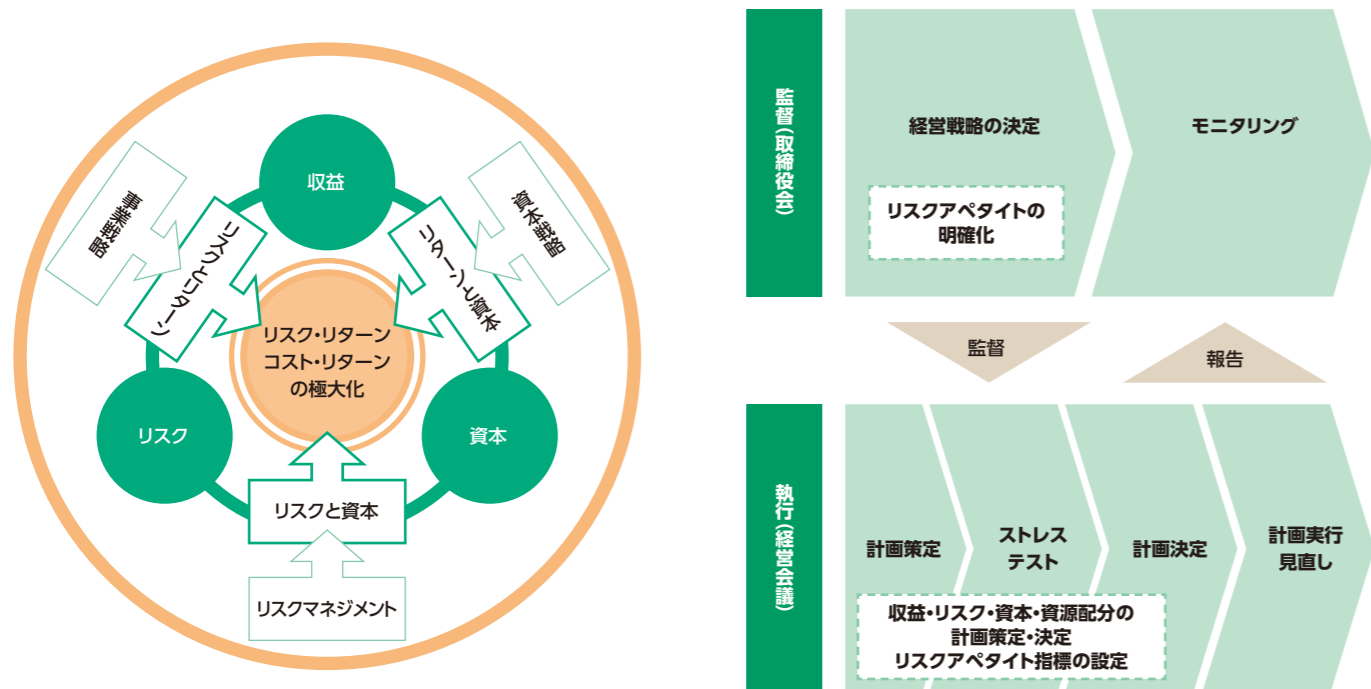 収益
事業戦略
リスクとリターン
リターンと資本
資本戦略
リスク・リターン
コスト・リターン
の極大化
リスク
資本
リスクと資本
リスクマネジメント
監督(取締役会)
経営戦略の決定
リスクアペタイトの
明確化
モニタリング
監督
報告
執行(経営会議)
計画策定
ストレス
テスト
計画決定
計画実行
見直し
収益・リスク・資本・資源配分の
計画策定・決定
リスクアペタイト指標の設定